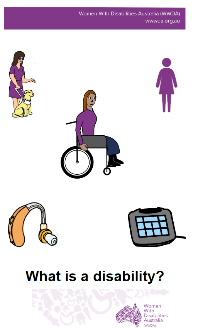 Women With Disabilities Australia (WWDA)
www.wwda.org.au
What is a disability?
Women
With
Disabilities
Australia